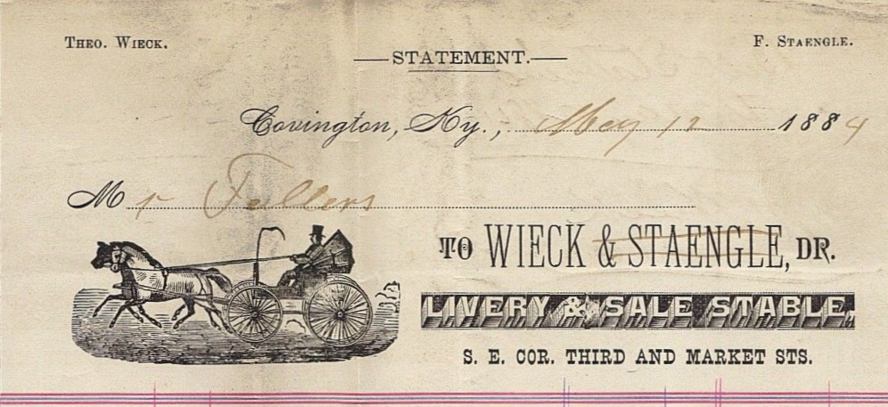 THEO. WIECK. F. STAENGLE.
STATEMENT.
Covington, Ky., May 12 1884
Mr Fellers
TO WIECK & STAENGLE, DR.
LIVERY & SALE STABLE,
S. E. COR. THIRD AND MARKET STS.